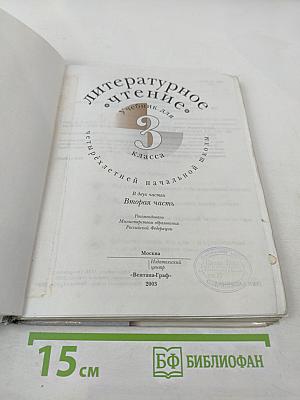 ЛИТЕРАТУРНОЕ
ЧТЕНИЕ
Учебник для
3
класса
четырёхлетней начальной школы
В двух частях
Вторая часть
Рекомендовано
Министерством образования
Российской Федерации
Москва
Издательский
центр
«Вентана-Граф»
2003
15 см
БФ БИБЛИОФАН